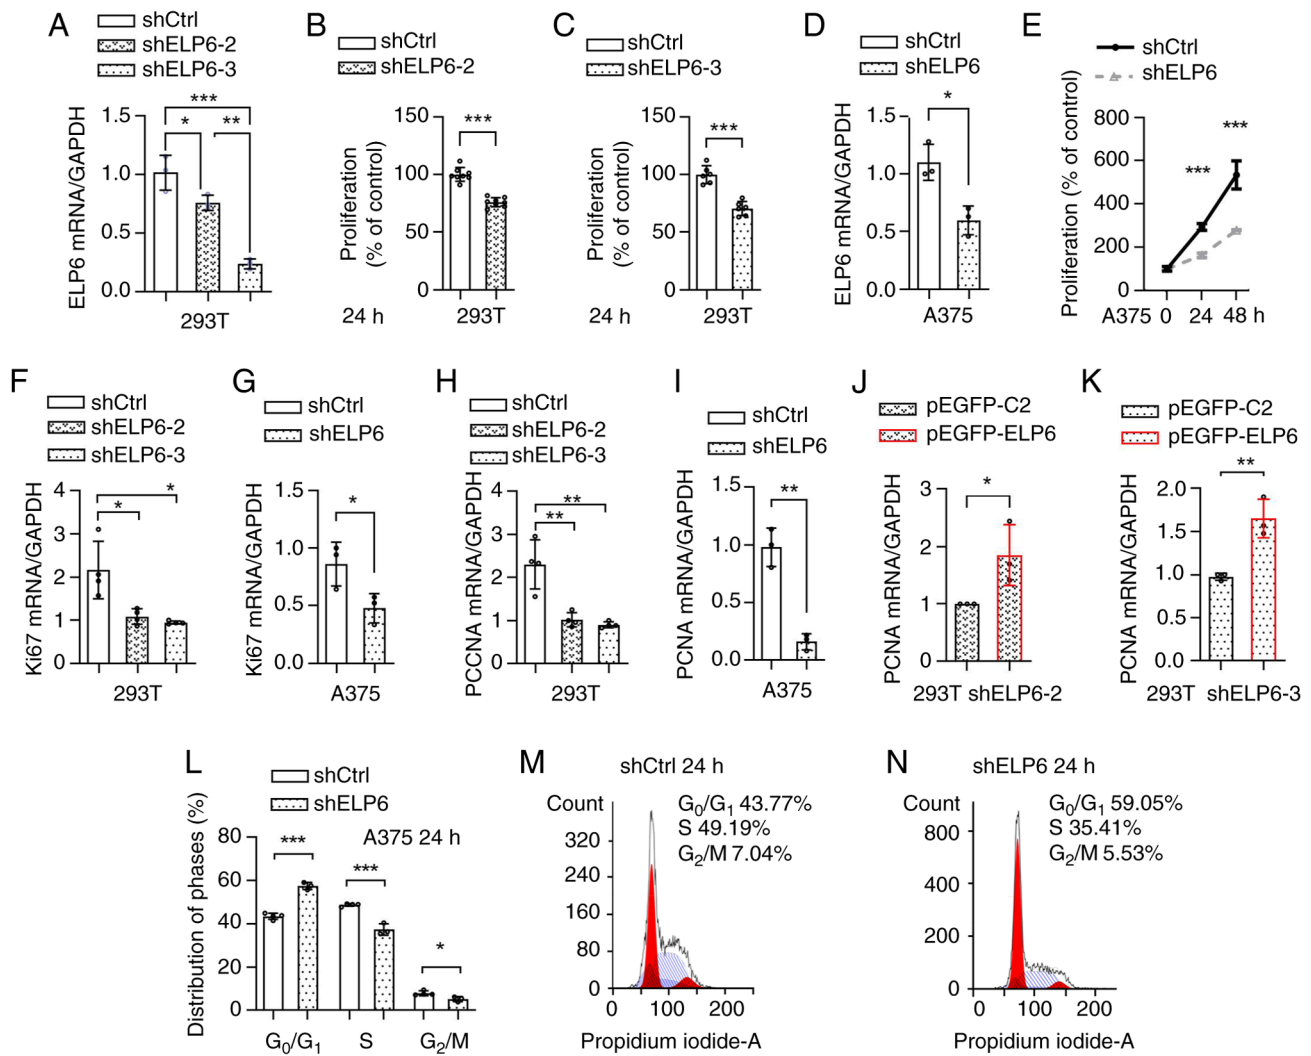 A
shCtrl
shELP6-2
shELP6-3
ELP6 mRNA/GAPDH
1.5
1.0
0.5
0.0
***
* **
293T
B
shCtrl
shELP6-2
Proliferation
(% of control)
150
100
50
0
***
24 h 293T
C
shCtrl
shELP6-3
Proliferation
(% of control)
150
100
50
0
***
24 h 293T
D
shCtrl
shELP6
ELP6 mRNA/GAPDH
1.5
1.0
0.5
0.0
*
A375
E
shCtrl
shELP6
Proliferation (% of control)
800
600
400
200
0
***
***
A375 0 24 48 h
F
shCtrl
shELP6-2
shELP6-3
Ki67 mRNA/GAPDH
4
3
2
1
0
*
*
293T
G
shCtrl
shELP6
Ki67 mRNA/GAPDH
1.5
1.0
0.5
0.0
*
A375
H
shCtrl
shELP6-2
shELP6-3
PCCNA mRNA/GAPDH
4
3
2
1
0
**
**
293T
I
shCtrl
shELP6
PCNA mRNA/GAPDH
1.5
1.0
0.5
0.0
**
A375
J
pEGFP-C2
pEGFP-ELP6
PCNA mRNA/GAPDH
3
2
1
0
*
293T shELP6-2
K
pEGFP-C2
pEGFP-ELP6
PCNA mRNA/GAPDH
2.0
1.5
1.0
0.5
0.0
**
293T shELP6-3
L
shCtrl
shELP6
A375 24 h
Distribution of phases (%)
80
60
40
20
0
***
***
*
G0/G1 S G2/M
M
shCtrl 24 h
Count
G0/G1 43.77%
S 49.19%
G2/M 7.04%
320
240
160
80
0
0 100 200
Propidium iodide-A
N
shELP6 24 h
Count
G0/G1 59.05%
S 35.41%
G2/M 5.53%
800
400
200
0
0 100 200
Propidium iodide-A